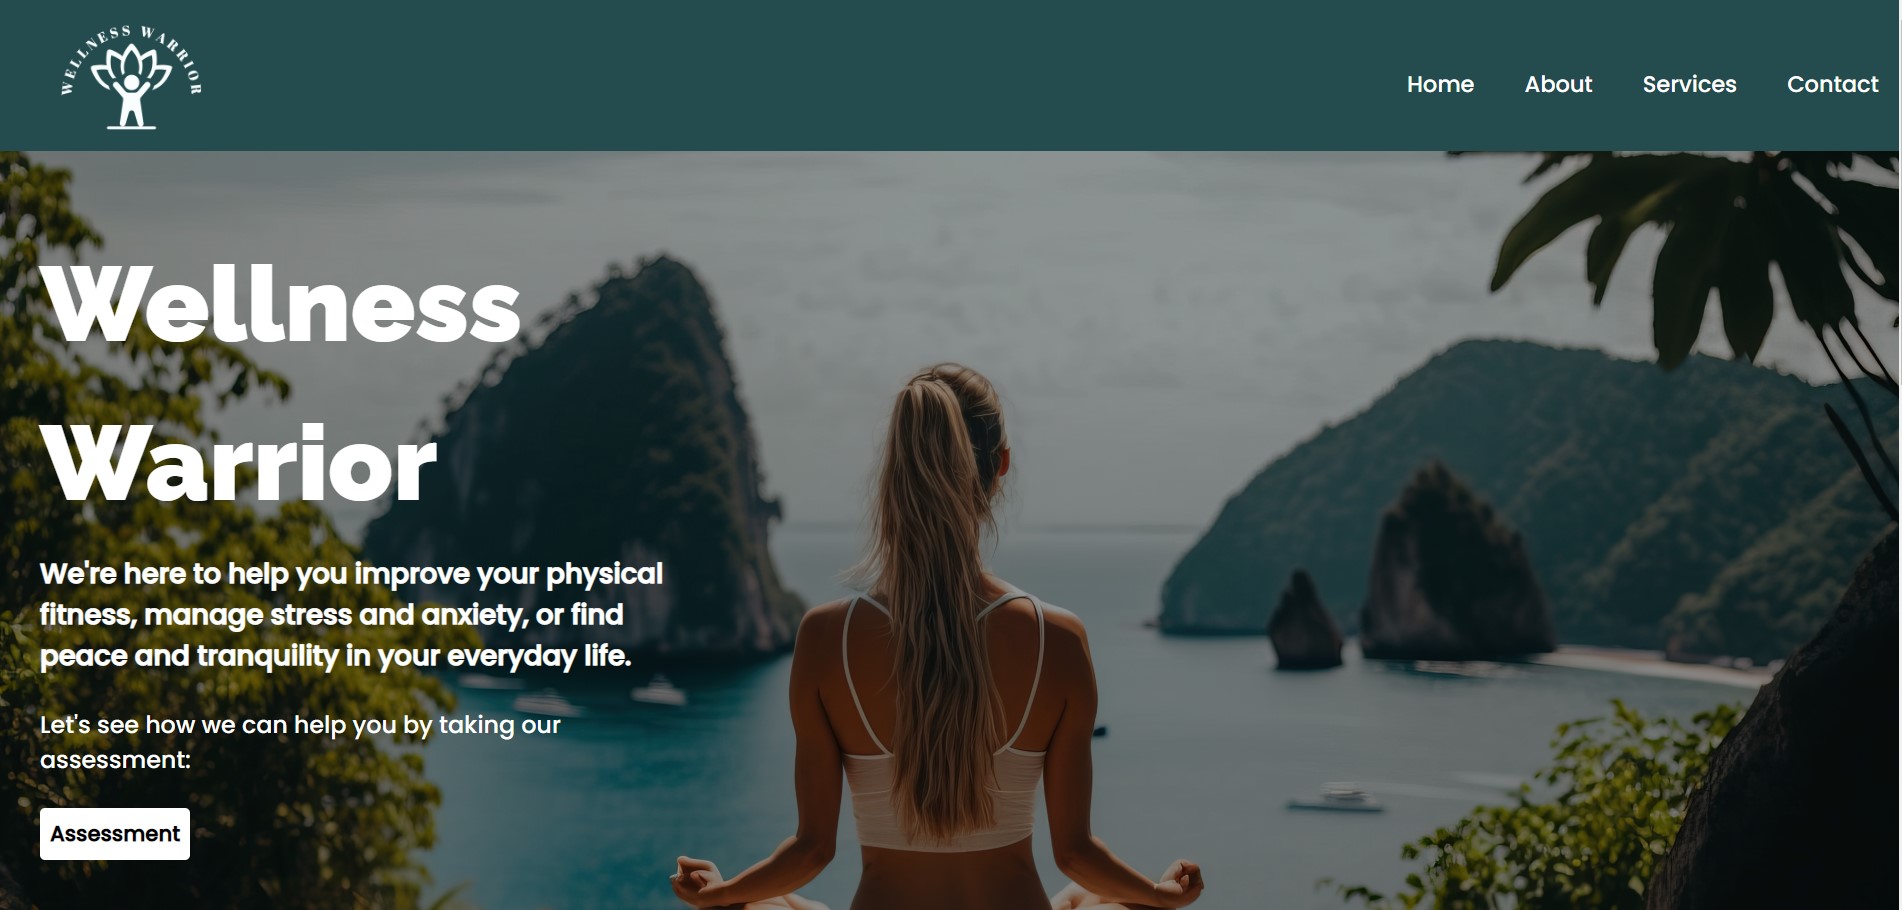 WELLNESS WARRIOR
Home About Services Contact
Wellness
Warrior
We're here to help you improve your physical
fitness, manage stress and anxiety, or find
peace and tranquility in your everyday life.
Let's see how we can help you by taking our
assessment:
Assessment